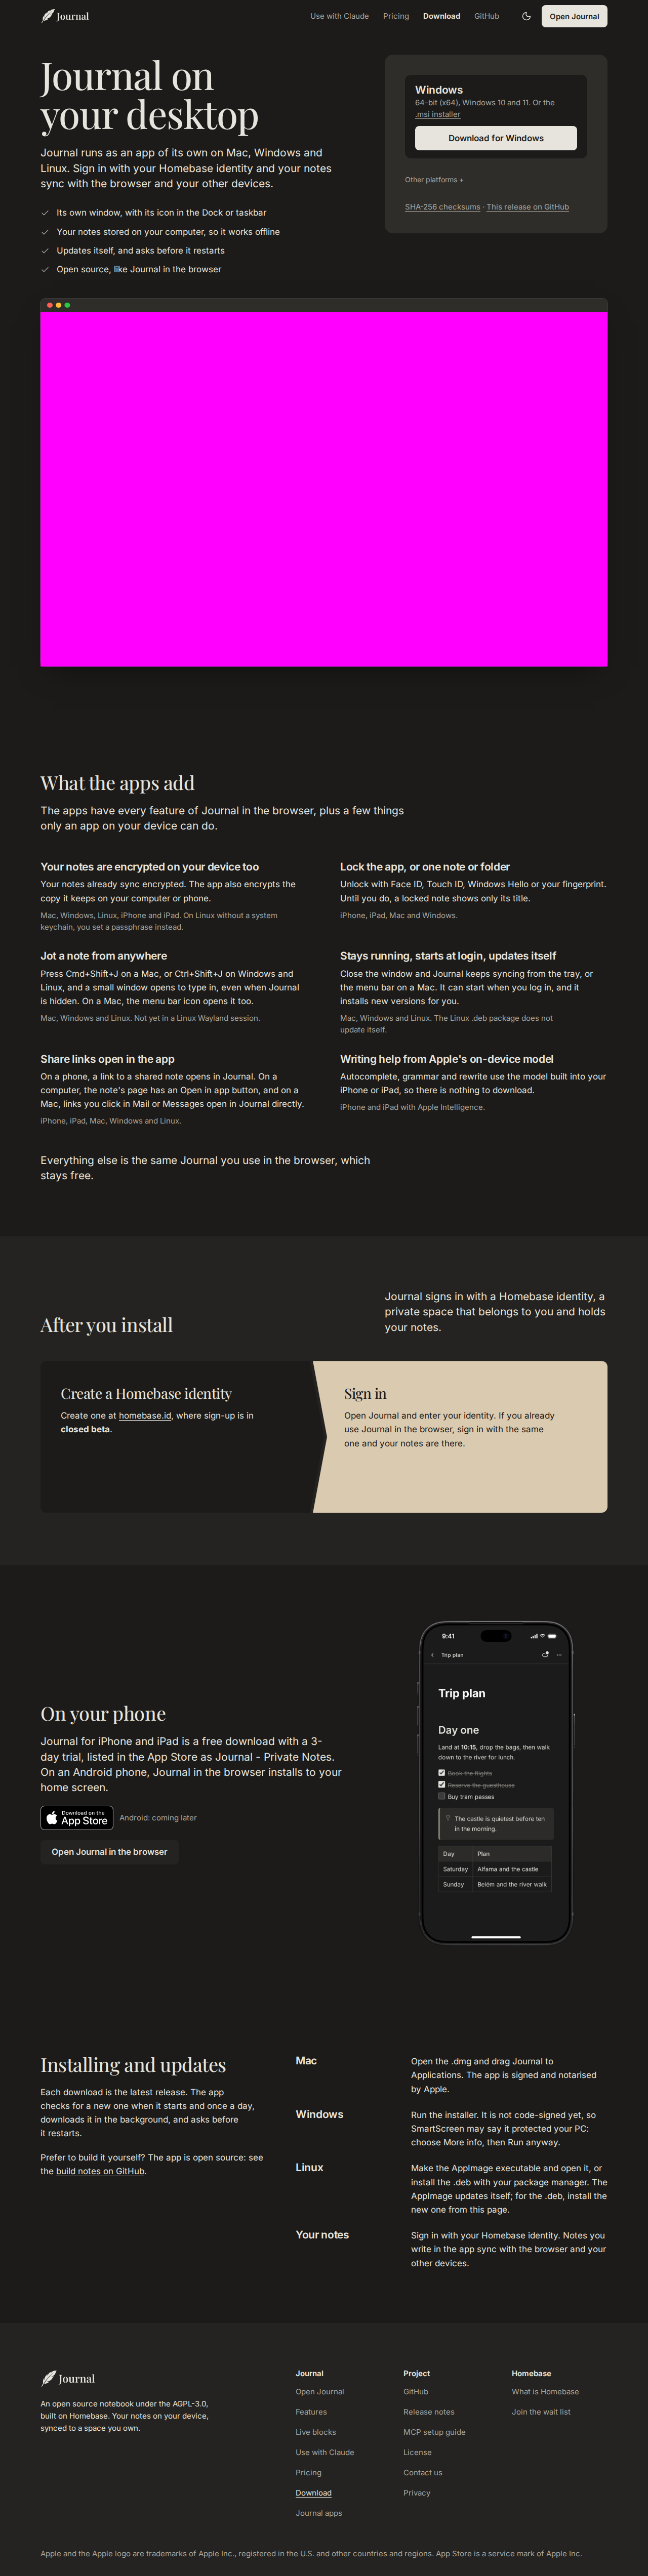 Journal
Use with Claude
Pricing
Download
GitHub
Open Journal
Journal on
your desktop
Journal runs as an app of its own on Mac, Windows and
Linux. Sign in with your Homebase identity and your notes
sync with the browser and your other devices.
Its own window, with its icon in the Dock or taskbar
Your notes stored on your computer, so it works offline
Updates itself, and asks before it restarts
Open source, like Journal in the browser
Windows
64-bit (x64), Windows 10 and 11. Or the
.msi installer
Download for Windows
Other platforms +
SHA-256 checksums · This release on GitHub
What the apps add
The apps have every feature of Journal in the browser, plus a few things
only an app on your device can do.
Your notes are encrypted on your device too
Your notes already sync encrypted. The app also encrypts the
copy it keeps on your computer or phone.
Mac, Windows, Linux, iPhone and iPad. On Linux without a system
keychain, you set a passphrase instead.
Lock the app, or one note or folder
Unlock with Face ID, Touch ID, Windows Hello or your fingerprint.
Until you do, a locked note shows only its title.
iPhone, iPad, Mac and Windows.
Jot a note from anywhere
Press Cmd+Shift+J on a Mac, or Ctrl+Shift+J on Windows and
Linux, and a small window opens to type in, even when Journal
is hidden. On a Mac, the menu bar icon opens it too.
Mac, Windows and Linux. Not yet in a Linux Wayland session.
Stays running, starts at login, updates itself
Close the window and Journal keeps syncing from the tray, or
the menu bar on a Mac. It can start when you log in, and it
installs new versions for you.
Mac, Windows and Linux. The Linux .deb package does not
update itself.
Share links open in the app
On a phone, a link to a shared note opens in Journal. On a
computer, the note's page has an Open in app button, and on a
Mac, links you click in Mail or Messages open in Journal directly.
iPhone, iPad, Mac, Windows and Linux.
Writing help from Apple's on-device model
Autocomplete, grammar and rewrite use the model built into your
iPhone or iPad, so there is nothing to download.
iPhone and iPad with Apple Intelligence.
Everything else is the same Journal you use in the browser, which
stays free.
After you install
Journal signs in with a Homebase identity, a
private space that belongs to you and holds
your notes.
Create a Homebase identity
Create one at homebase.id, where sign-up is in
closed beta.
Sign in
Open Journal and enter your identity. If you already
use Journal in the browser, sign in with the same
one and your notes are there.
On your phone
Journal for iPhone and iPad is a free download with a 3-
day trial, listed in the App Store as Journal - Private Notes.
On an Android phone, Journal in the browser installs to your
home screen.
Download on the
App Store
Android: coming later
Open Journal in the browser
9:41
Trip plan
Trip plan
Day one
Land at 10:15, drop the bags, then walk
down to the river for lunch.
Book the flights
Reserve the guesthouse
Buy tram passes
The castle is quietest before ten
in the morning.
Day Plan
Saturday Alfama and the castle
Sunday Belém and the river walk
Installing and updates
Each download is the latest release. The app
checks for a new one when it starts and once a day,
downloads it in the background, and asks before
it restarts.
Prefer to build it yourself? The app is open source: see
the build notes on GitHub.
Mac
Open the .dmg and drag Journal to
Applications. The app is signed and notarised
by Apple.
Windows
Run the installer. It is not code-signed yet, so
SmartScreen may say it protected your PC:
choose More info, then Run anyway.
Linux
Make the AppImage executable and open it, or
install the .deb with your package manager. The
AppImage updates itself; for the .deb, install the
new one from this page.
Your notes
Sign in with your Homebase identity. Notes you
write in the app sync with the browser and your
other devices.
Journal
An open source notebook under the AGPL-3.0,
built on Homebase. Your notes on your device,
synced to a space you own.
Journal
Open Journal
Features
Live blocks
Use with Claude
Pricing
Download
Journal apps
Project
GitHub
Release notes
MCP setup guide
License
Contact us
Privacy
Homebase
What is Homebase
Join the wait list
Apple and the Apple logo are trademarks of Apple Inc., registered in the U.S. and other countries and regions. App Store is a service mark of Apple Inc.